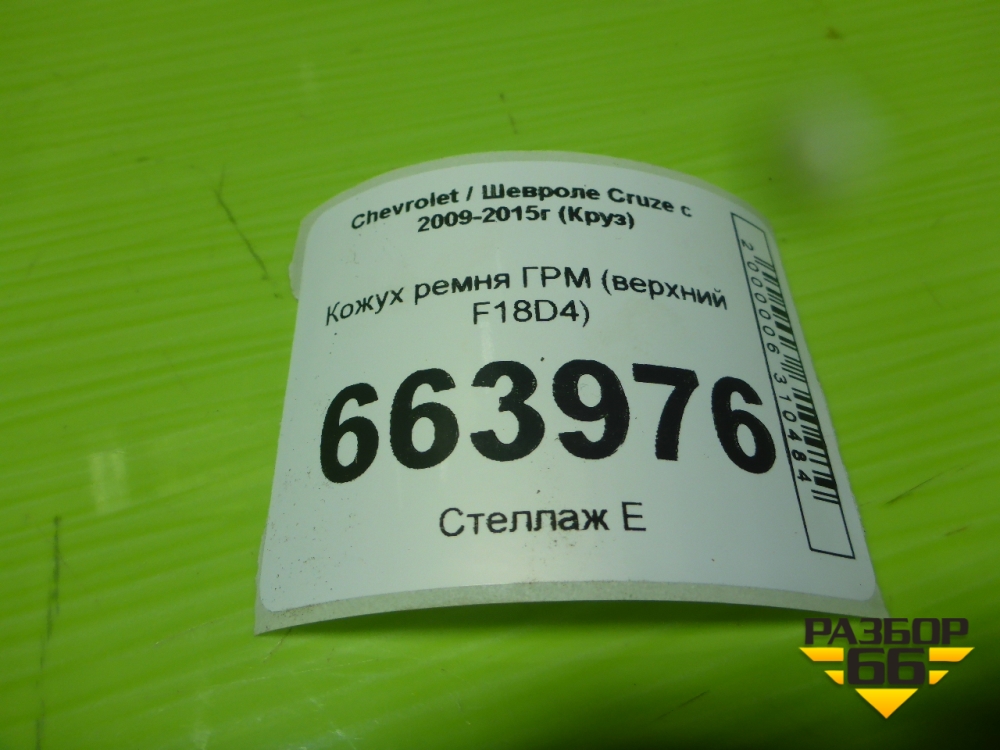 Chevrolet / Шевроле Cruze с
2009-2015г (Круз)
Кожух ремня ГРМ (верхний
F18D4)
663976
Стеллаж Е
2000006310484
РАЗБОР
66